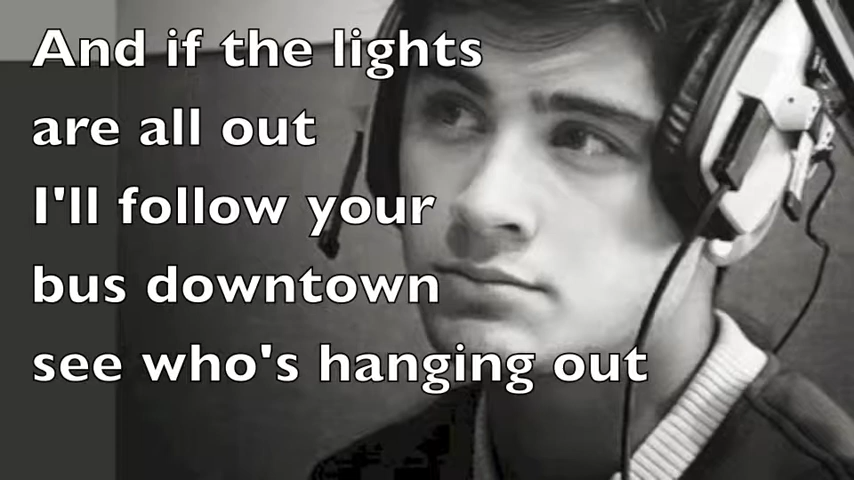 And if the lights
are all out
I'll follow your
bus downtown
see who's hanging out